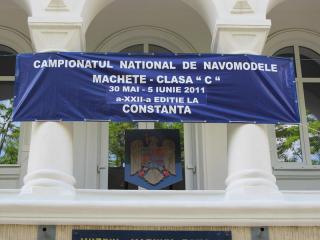 CAMPIONATUL NATIONAL DE NAVOMODELE
MACHETE - CLASA " C "
30 MAI - 5 IUNIE 2011
a-XXII-a EDITIE LA
CONSTANTA